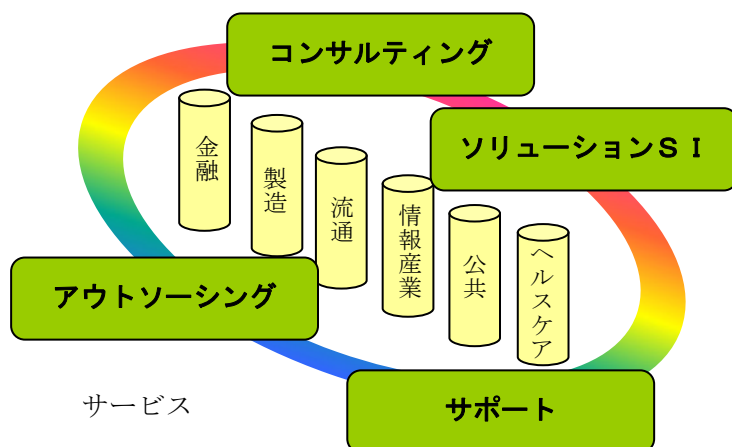 コンサルティング
ソリューションＳＩ
金融
製造
流通
情報産業
公共
ヘルスケア
アウトソーシング
サービス
サポート